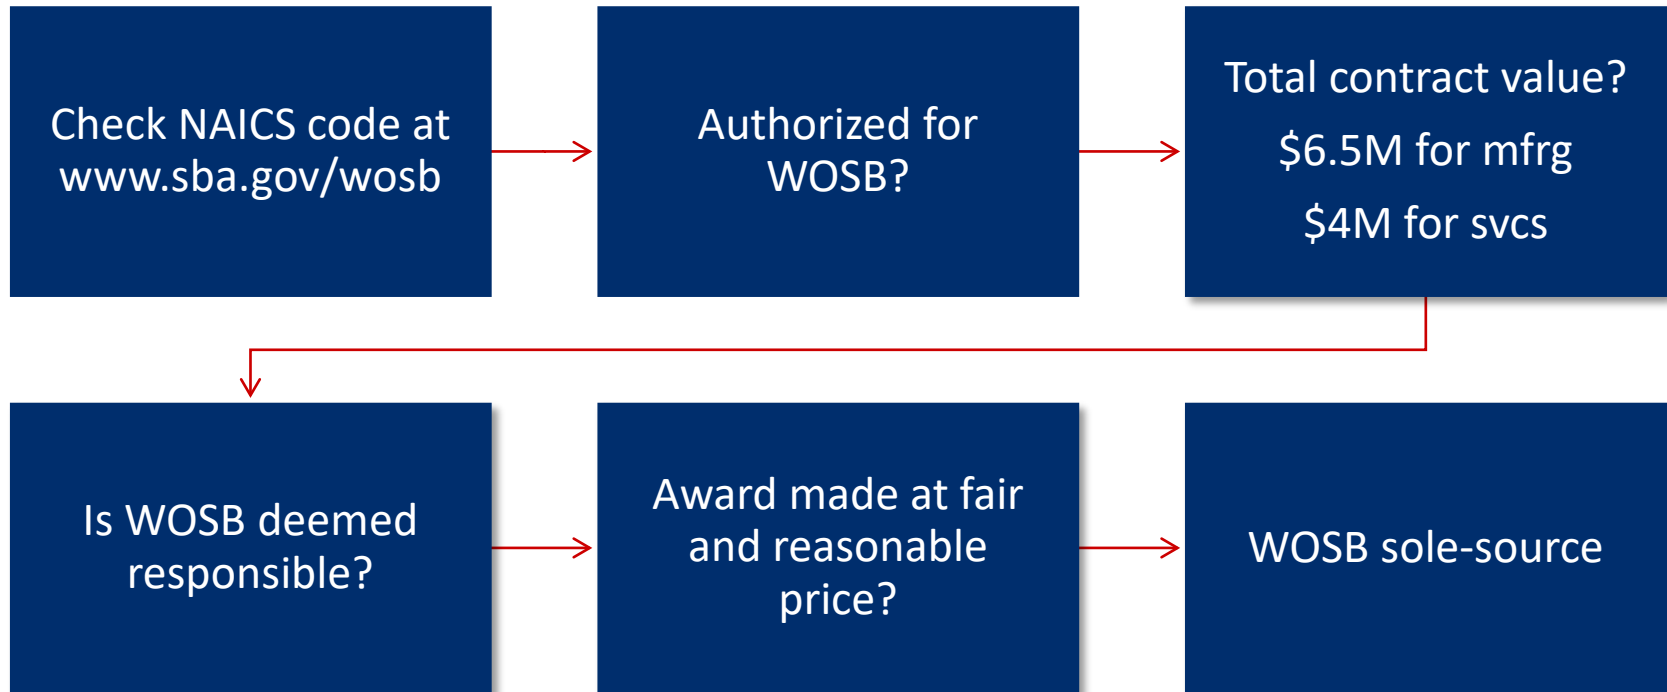 Check NAICS code at
www.sba.gov/wosb
Authorized for
WOSB?
Total contract value?
$6.5M for mfrg
$4M for svcs
Is WOSB deemed
responsible?
Award made at fair
and reasonable
price?
WOSB sole-source